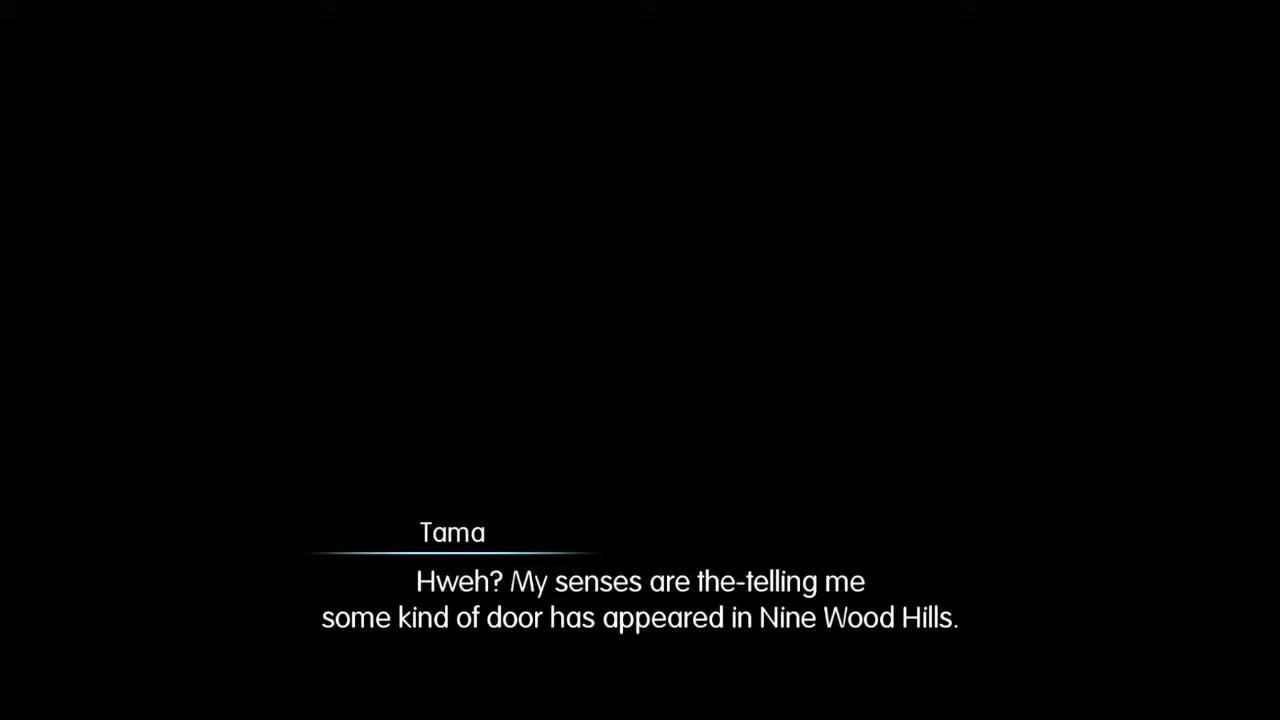 Tama
Hweh? My senses are the-telling me
some kind of door has appeared in Nine Wood Hills.